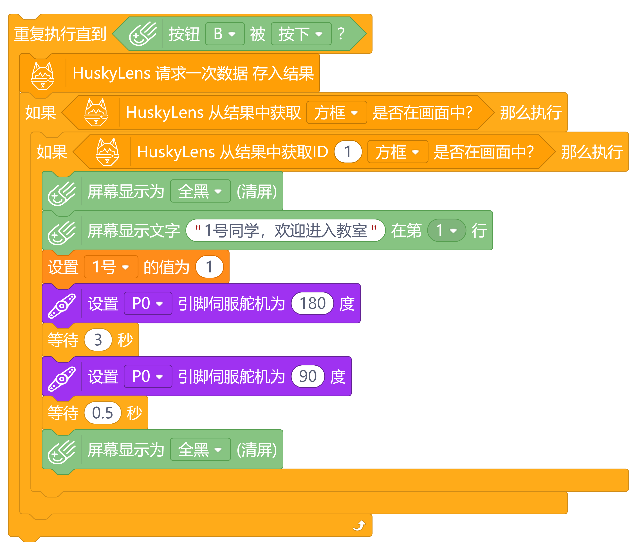 重复执行直到 按钮 B 被 按下 ?
HuskyLens 请求一次数据 存入结果
如果 HuskyLens 从结果中获取 方框 是否在画面中? 那么执行
如果 HuskyLens 从结果中获取ID 1 方框 是否在画面中? 那么执行
屏幕显示为 全黑 (清屏)
屏幕显示文字 "1号同学，欢迎进入教室" 在第 1 行
设置 1号 的值为 1
设置 P0 引脚伺服舵机为 180 度
等待 3 秒
设置 P0 引脚伺服舵机为 90 度
等待 0.5 秒
屏幕显示为 全黑 (清屏)